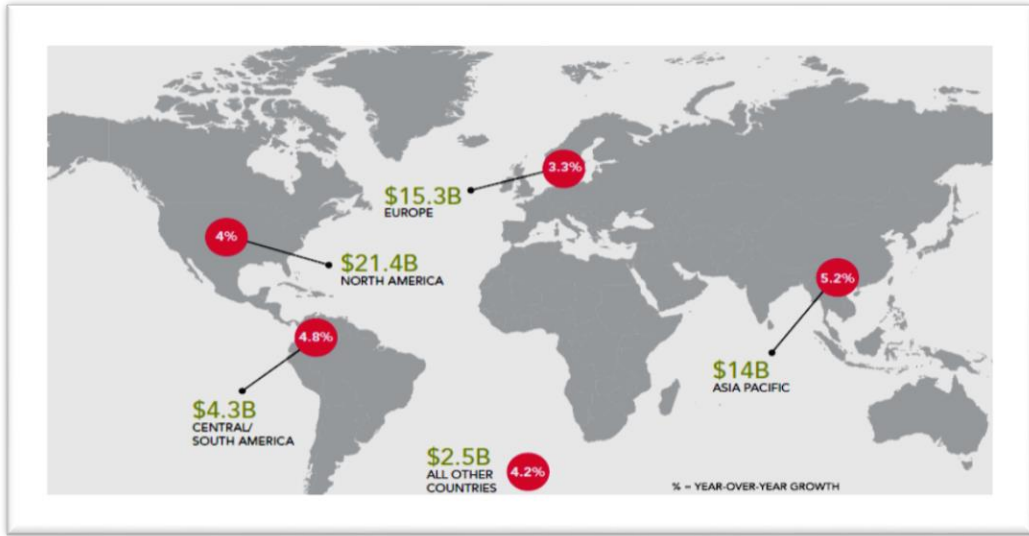 3.3%
$15.3B
EUROPE
4%
$21.4B
NORTH AMERICA
5.2%
$14B
ASIA PACIFIC
4.8%
$4.3B
CENTRAL/
SOUTH AMERICA
$2.5B
ALL OTHER
COUNTRIES
4.2%
% = YEAR-OVER-YEAR GROWTH